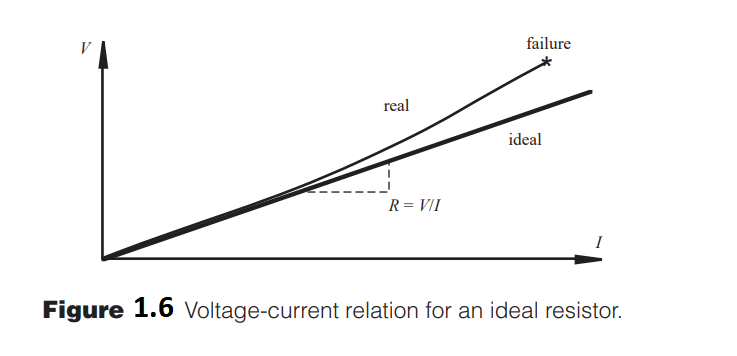 failure
V
*
real
ideal
R = V/I
I
Figure 1.6 Voltage-current relation for an ideal resistor.